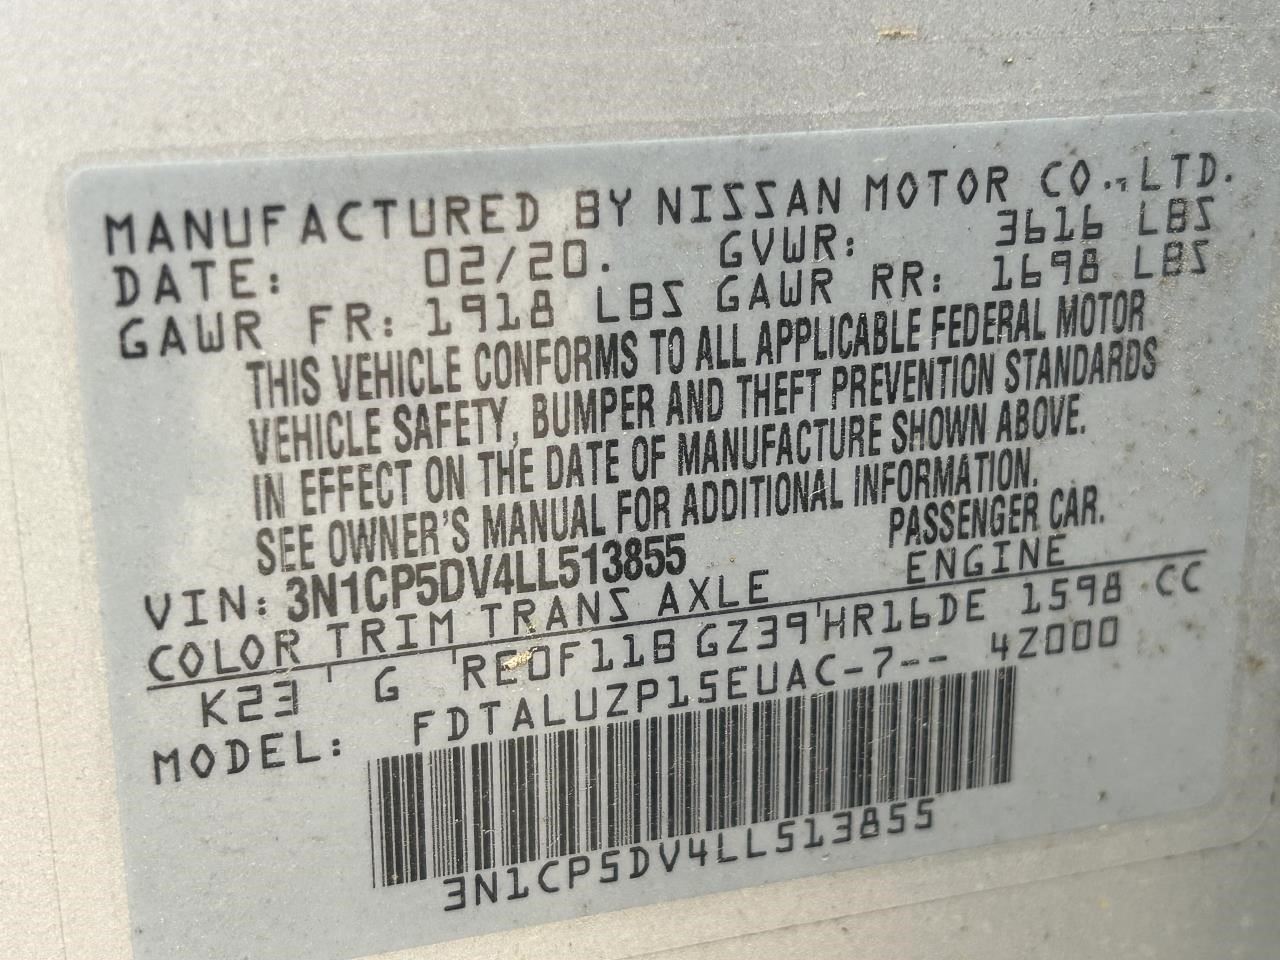 MANUFACTURED BY NISSAN MOTOR CO.,LTD.
DATE: 02/20. GVWR: 3616 LBS
GAWR FR: 1918 LBS GAWR RR: 1698 LBS
THIS VEHICLE CONFORMS TO ALL APPLICABLE FEDERAL MOTOR
VEHICLE SAFETY, BUMPER AND THEFT PREVENTION STANDARDS
IN EFFECT ON THE DATE OF MANUFACTURE SHOWN ABOVE.
SEE OWNER'S MANUAL FOR ADDITIONAL INFORMATION.
VIN: 3N1CP5DV4LL513855 PASSENGER CAR.
COLOR TRIM TRANS AXLE ENGINE
K23 ' G 'RE0F11B GZ39'HR16DE 1598 CC
MODEL: FDTALUZP15EUAC-7-- 4Z000
3N1CP5DV4LL513855